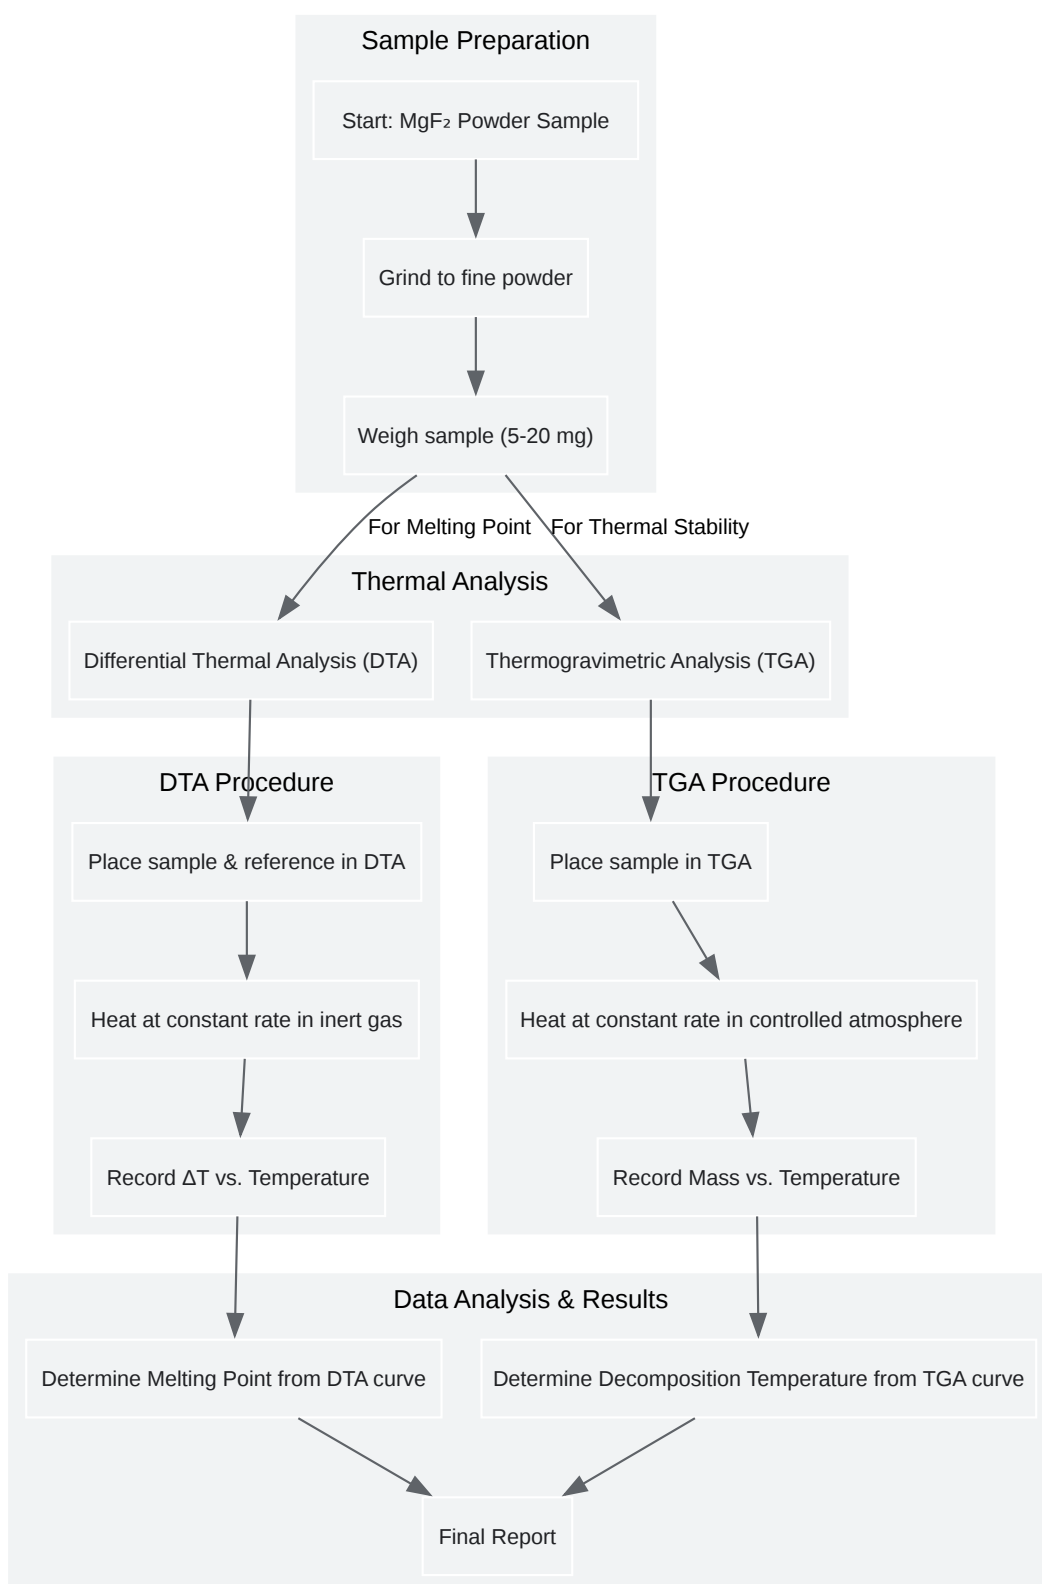 Sample Preparation
Start: MgF₂ Powder Sample
Grind to fine powder
Weigh sample (5-20 mg)
For Melting Point
For Thermal Stability
Thermal Analysis
Differential Thermal Analysis (DTA)
Thermogravimetric Analysis (TGA)
DTA Procedure
TGA Procedure
Place sample & reference in DTA
Place sample in TGA
Heat at constant rate in inert gas
Heat at constant rate in controlled atmosphere
Record ΔT vs. Temperature
Record Mass vs. Temperature
Data Analysis & Results
Determine Melting Point from DTA curve
Determine Decomposition Temperature from TGA curve
Final Report